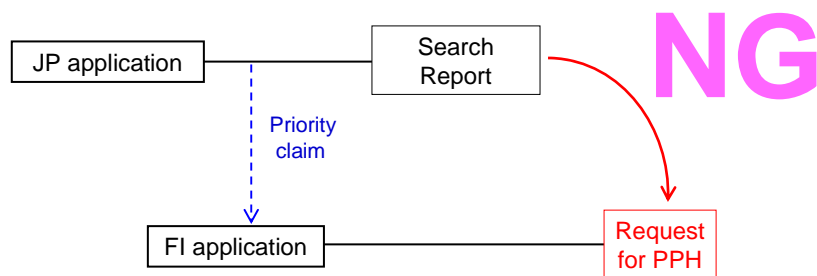 JP application
Search
Report
NG
Priority
claim
FI application
Request
for PPH